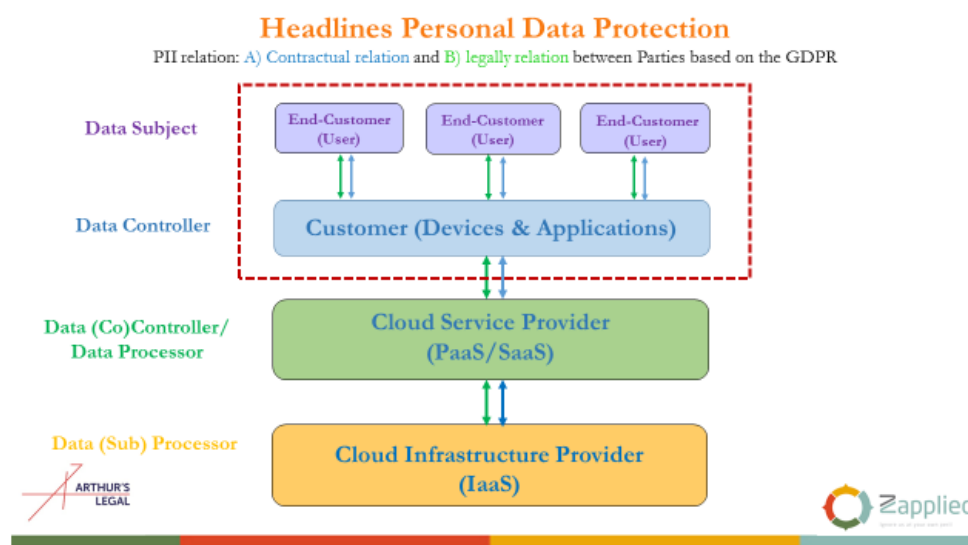 Headlines Personal Data Protection
PII relation: A) Contractual relation and B) legally relation between Parties based on the GDPR
Data Subject
End-Customer
(User)
End-Customer
(User)
End-Customer
(User)
Data Controller
Customer (Devices & Applications)
Data (Co)Controller/
Data Processor
Cloud Service Provider
(PaaS/SaaS)
Data (Sub) Processor
Cloud Infrastructure Provider
(IaaS)
ARTHUR'S
LEGAL
applied